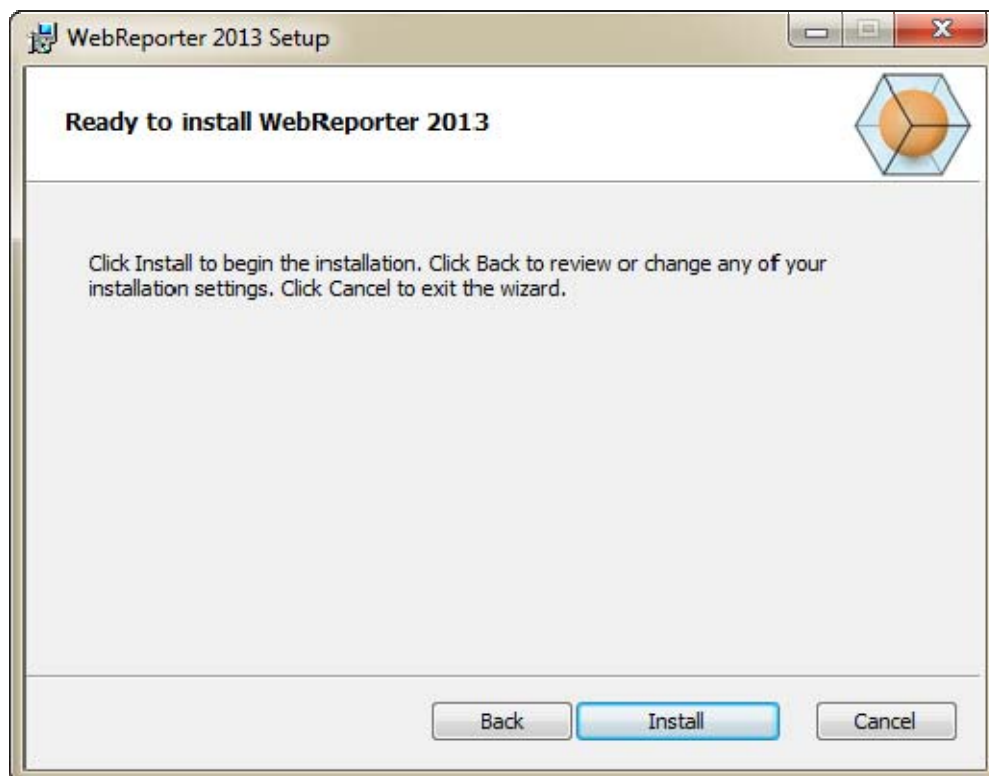 WebReporter 2013 Setup
Ready to install WebReporter 2013
Click Install to begin the installation. Click Back to review or change any of your
installation settings. Click Cancel to exit the wizard.
Back Install Cancel